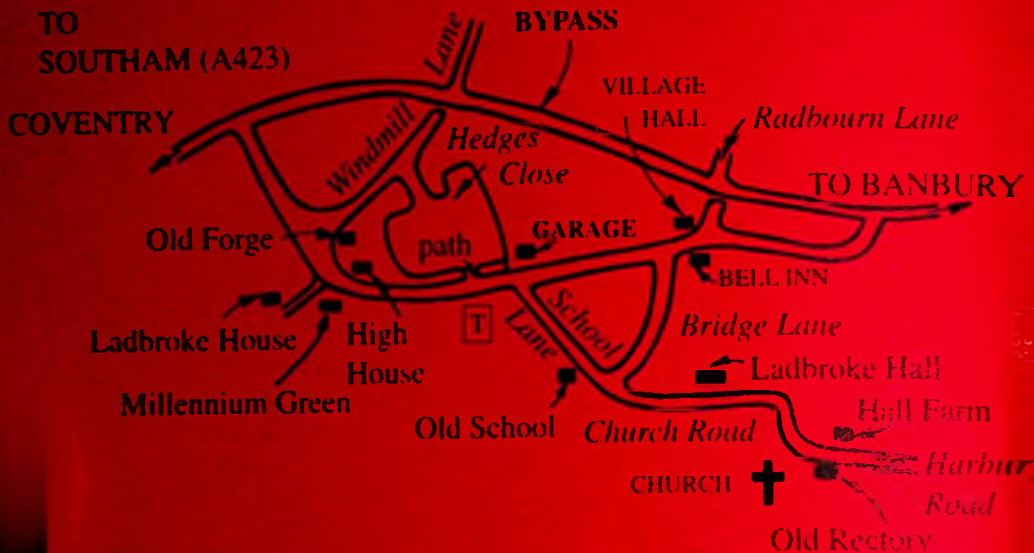 TO
SOUTHAM (A423)
COVENTRY
Lane
BYPASS
VILLAGE
HALL
Radbourn Lane
Windmill
Hedges
Close
TO BANBURY
Old Forge
path
GARAGE
BELL INN
Ladbroke House
High
House
T
School
Lane
Bridge Lane
Millennium Green
Ladbroke Hall
Old School
Church Road
Hall Farm
CHURCH
Harbur
Road
Old Rectory